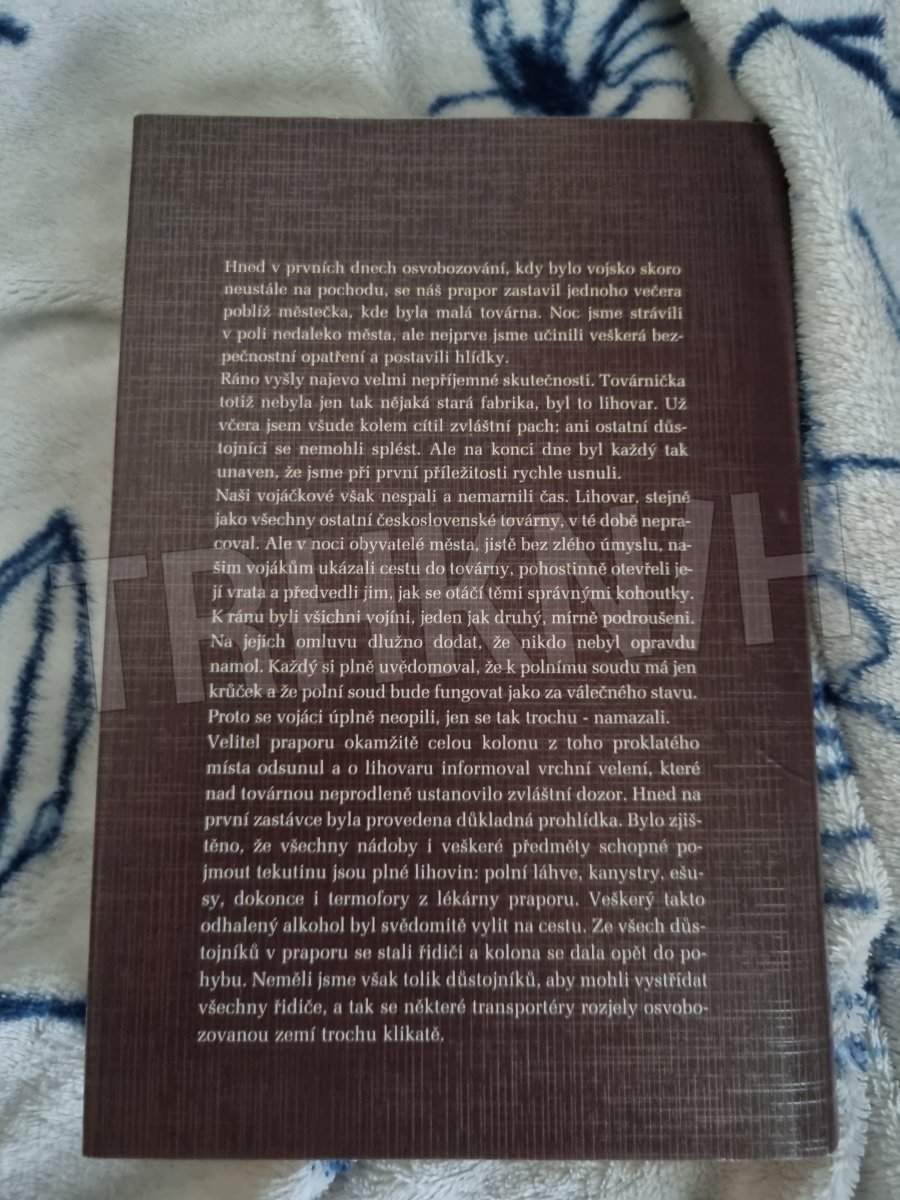 Hned v prvních dnech osvobozování, kdy bylo vojsko skoro
neustále na pochodu, se náš prapor zastavil jednoho večera
poblíž městečka, kde byla malá továrna. Noc jsme strávili
v poli nedaleko města, ale nejprve jsme učinili veškerá bez-
pečnostní opatření a postavili hlídky.
Ráno vyšly najevo velmi nepříjemné skutečnosti. Továrnička
totiž nebyla jen tak nějaká stará fabrika, byl to lihovar. Už
včera jsem všude kolem cítil zvláštní pach; ani ostatní důs-
tojníci se nemohli splést. Ale na konci dne byl každý tak
unaven, že jsme při první příležitosti rychle usnuli.
Naši vojáčkové však nespali a nemarnili čas. Lihovar, stejně
jako všechny ostatní československé továrny, v té době nepra-
coval. Ale v noci obyvatelé města, jistě bez zlého úmyslu, na-
šim vojákům ukázali cestu do továrny, pohostinně otevřeli je-
jí vrata a předvedli jim, jak se otáčí těmi správnými kohoutky.
K ránu byli všichni vojíni, jeden jak druhý, mírně podroušeni.
Na jejich omluvu dlužno dodat, že nikdo nebyl opravdu
namol. Každý si plně uvědomoval, že k polnímu soudu má jen
krůček a že polní soud bude fungovat jako za válečného stavu.
Proto se vojáci úplně neopili, jen se tak trochu - namazali.
Velitel praporu okamžitě celou kolonu z toho proklatého
místa odsunul a o lihovaru informoval vrchní velení, které
nad továrnou neprodleně ustanovilo zvláštní dozor. Hned na
první zastávce byla provedena důkladná prohlídka. Bylo zjiš-
těno, že všechny nádoby i veškeré předměty schopné po-
jmout tekutinu jsou plné lihovin: polní láhve, kanystry, ešu-
sy, dokonce i termofory z lékárny praporu. Veškerý takto
odhalený alkohol byl svědomitě vylit na cestu. Ze všech důs-
tojníků v praporu se stali řidiči a kolona se dala opět do po-
hybu. Neměli jsme však tolik důstojníků, aby mohli vystřídat
všechny řidiče, a tak se některé transportéry rozjely osvobo-
zovanou zemí trochu klikatě.